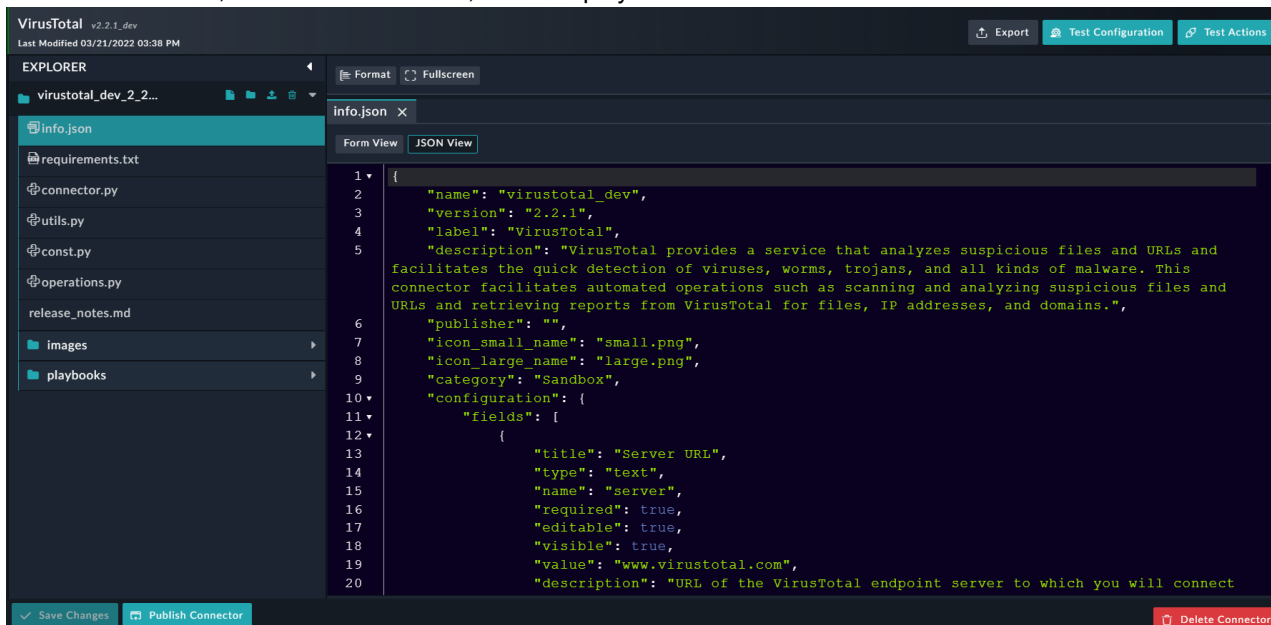 VirusTotal v2.2.1_dev
Last Modified 03/21/2022 03:38 PM
Export
Test Configuration
Test Actions
EXPLORER
virustotal_dev_2_2...
info.json
requirements.txt
connector.py
utils.py
const.py
operations.py
release_notes.md
images
playbooks
Format
Fullscreen
info.json
Form View
JSON View
1 {
2 "name": "virustotal_dev",
3 "version": "2.2.1",
4 "label": "VirusTotal",
5 "description": "VirusTotal provides a service that analyzes suspicious files and URLs and
facilitates the quick detection of viruses, worms, trojans, and all kinds of malware. This
connector facilitates automated operations such as scanning and analyzing suspicious files and
URLs and retrieving reports from VirusTotal for files, IP addresses, and domains.",
6 "publisher": "",
7 "icon_small_name": "small.png",
8 "icon_large_name": "large.png",
9 "category": "Sandbox",
10 "configuration": {
11 "fields": [
12 {
13 "title": "Server URL",
14 "type": "text",
15 "name": "server",
16 "required": true,
17 "editable": true,
18 "visible": true,
19 "value": "www.virustotal.com",
20 "description": "URL of the VirusTotal endpoint server to which you will connect
Save Changes
Publish Connector
Delete Connector